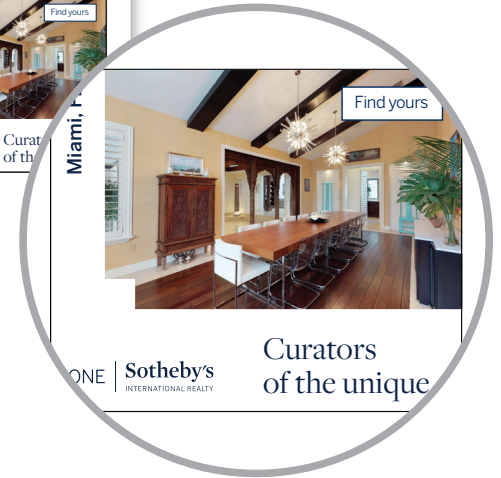 Find yours
Curat
of th
Miami, F
Find yours
ONE
Sotheby's
INTERNATIONAL REALTY
Curators
of the unique